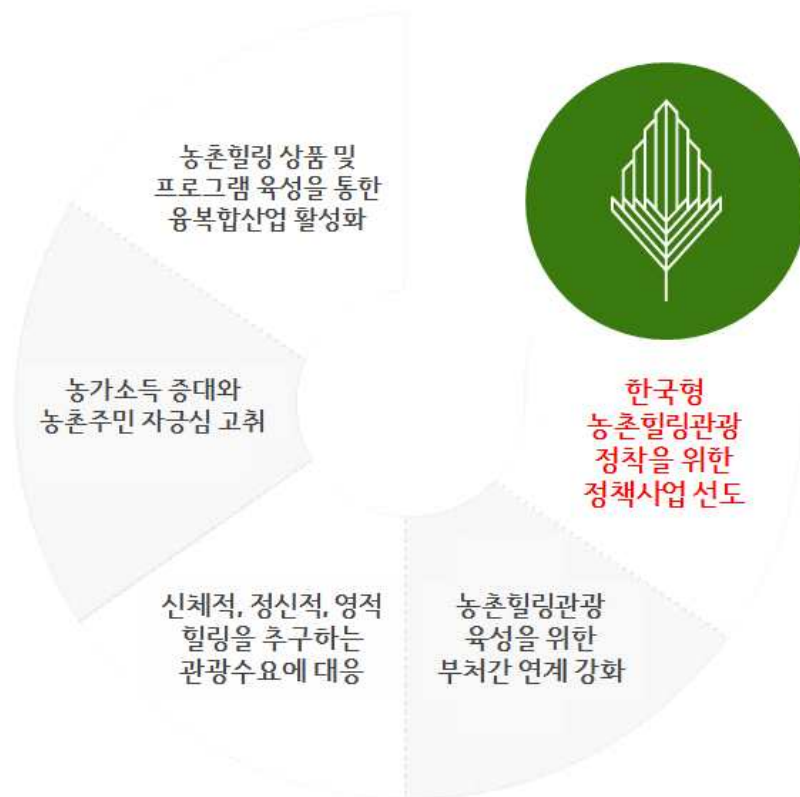 농촌힐링 상품 및
프로그램 육성을 통한
융복합산업 활성화
농가소득 증대와
농촌주민 자긍심 고취
한국형
농촌힐링관광
정착을 위한
정책사업 선도
신체적, 정신적, 영적
힐링을 추구하는
관광수요에 대응
농촌힐링관광
육성을 위한
부처간 연계 강화